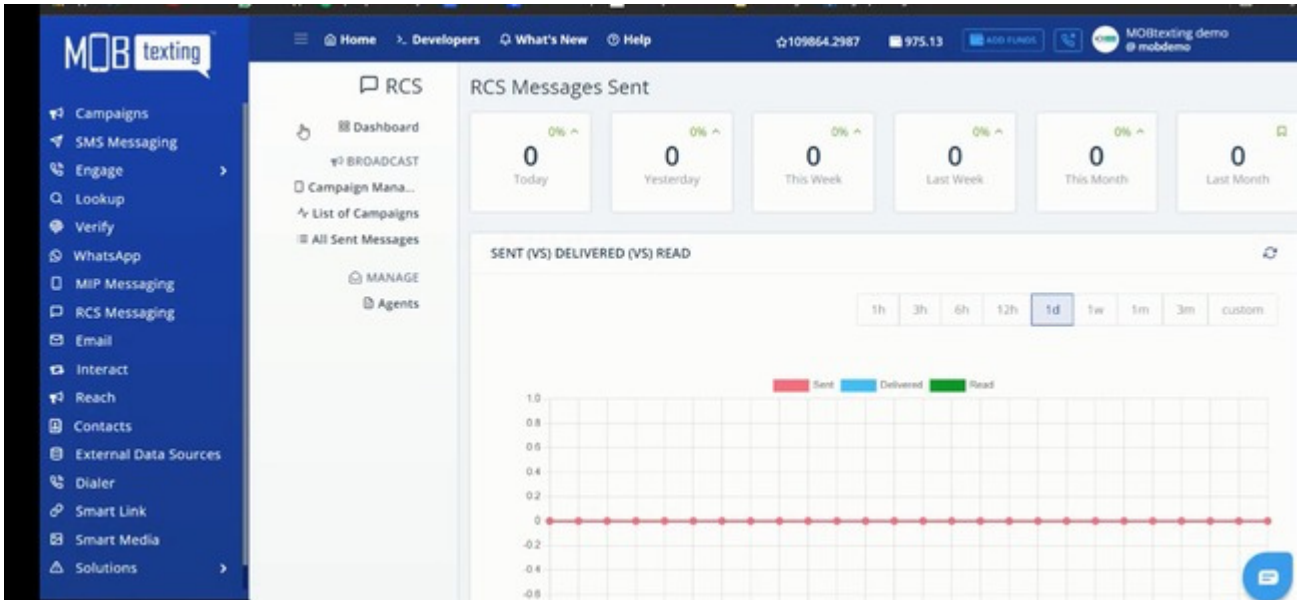 MOB texting
Home Developers What's New Help 109864.2987 975.13 ADD FUNDS MOBtexting demo
@ mobdemo
Campaigns
SMS Messaging
Engage
Lookup
Verify
WhatsApp
MIP Messaging
RCS Messaging
Email
Interact
Reach
Contacts
External Data Sources
Dialer
Smart Link
Smart Media
Solutions
RCS
Dashboard
BROADCAST
Campaign Mana...
List of Campaigns
All Sent Messages
MANAGE
Agents
RCS Messages Sent
0% 0% 0% 0% 0%
0 0 0 0 0 0
Today Yesterday This Week Last Week This Month Last Month
SENT (VS) DELIVERED (VS) READ
1h 3h 6h 12h 1d 1w 1m 3m custom
Sent Delivered Read
1.0
0.8
0.6
0.4
0.2
0
-0.2
-0.4
-0.6